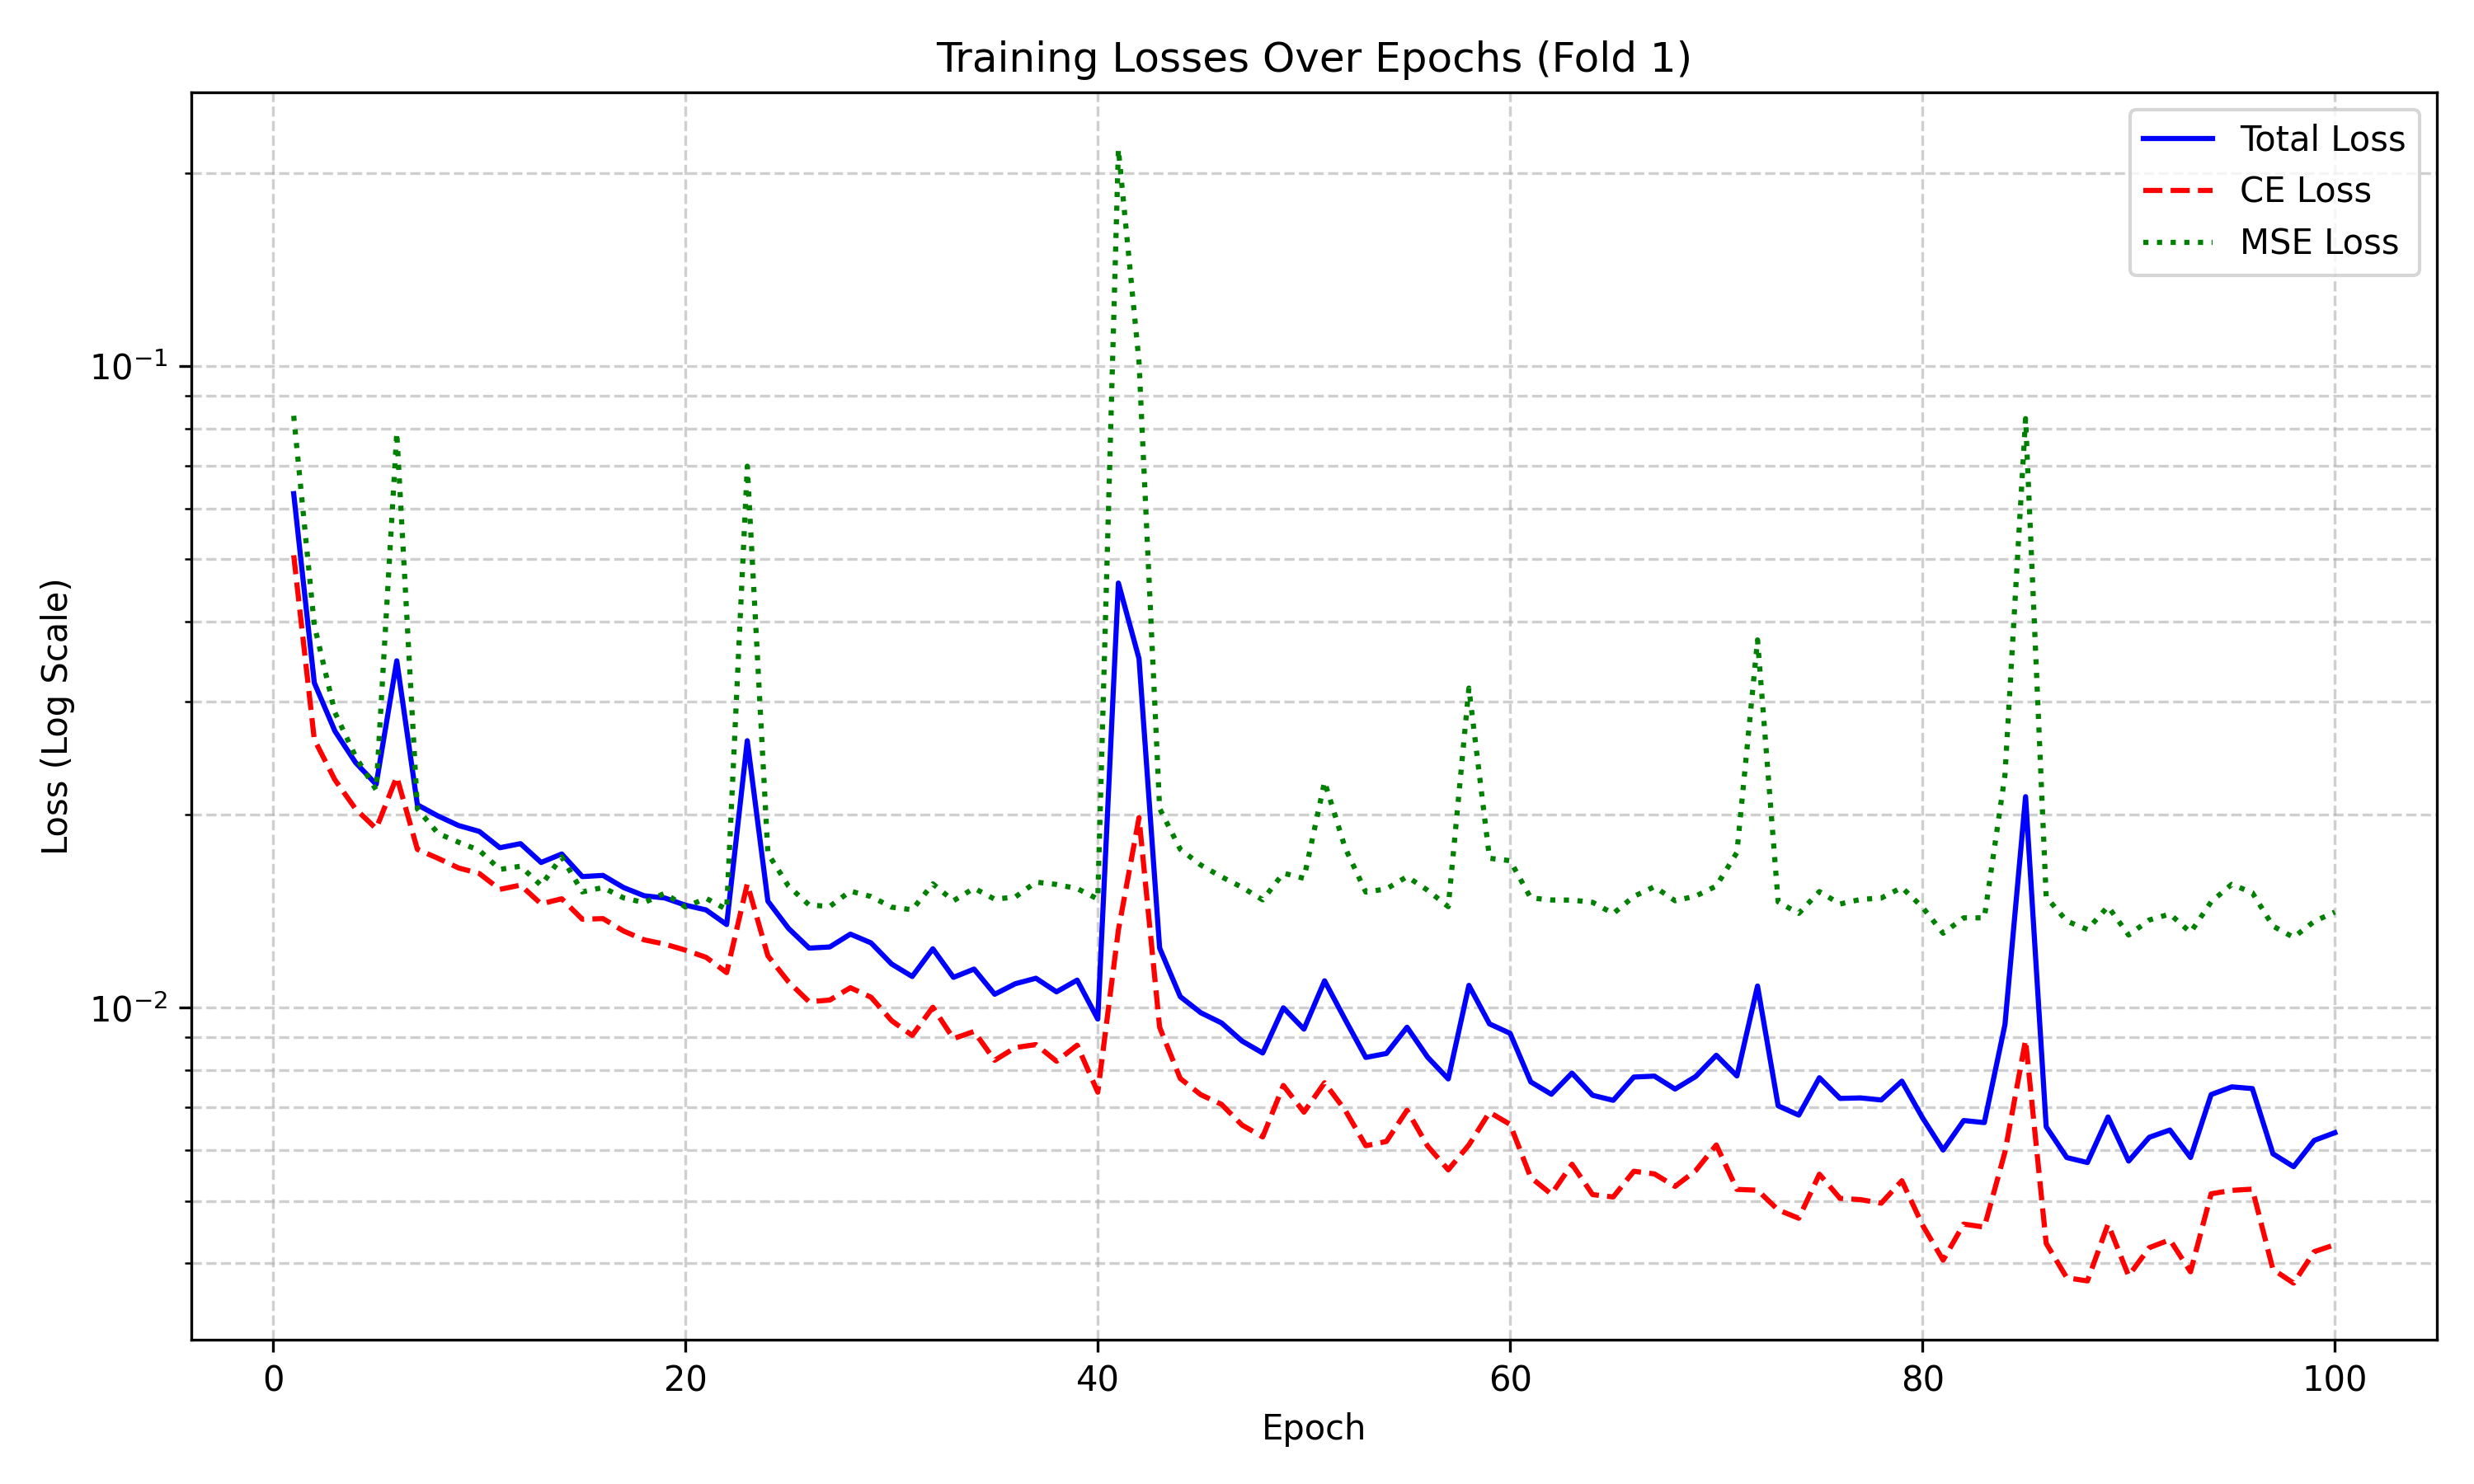 Training Losses Over Epochs (Fold 1)
Total Loss
CE Loss
MSE Loss
10⁻¹
10⁻²
Loss (Log Scale)
0 20 40 60 80 100
Epoch